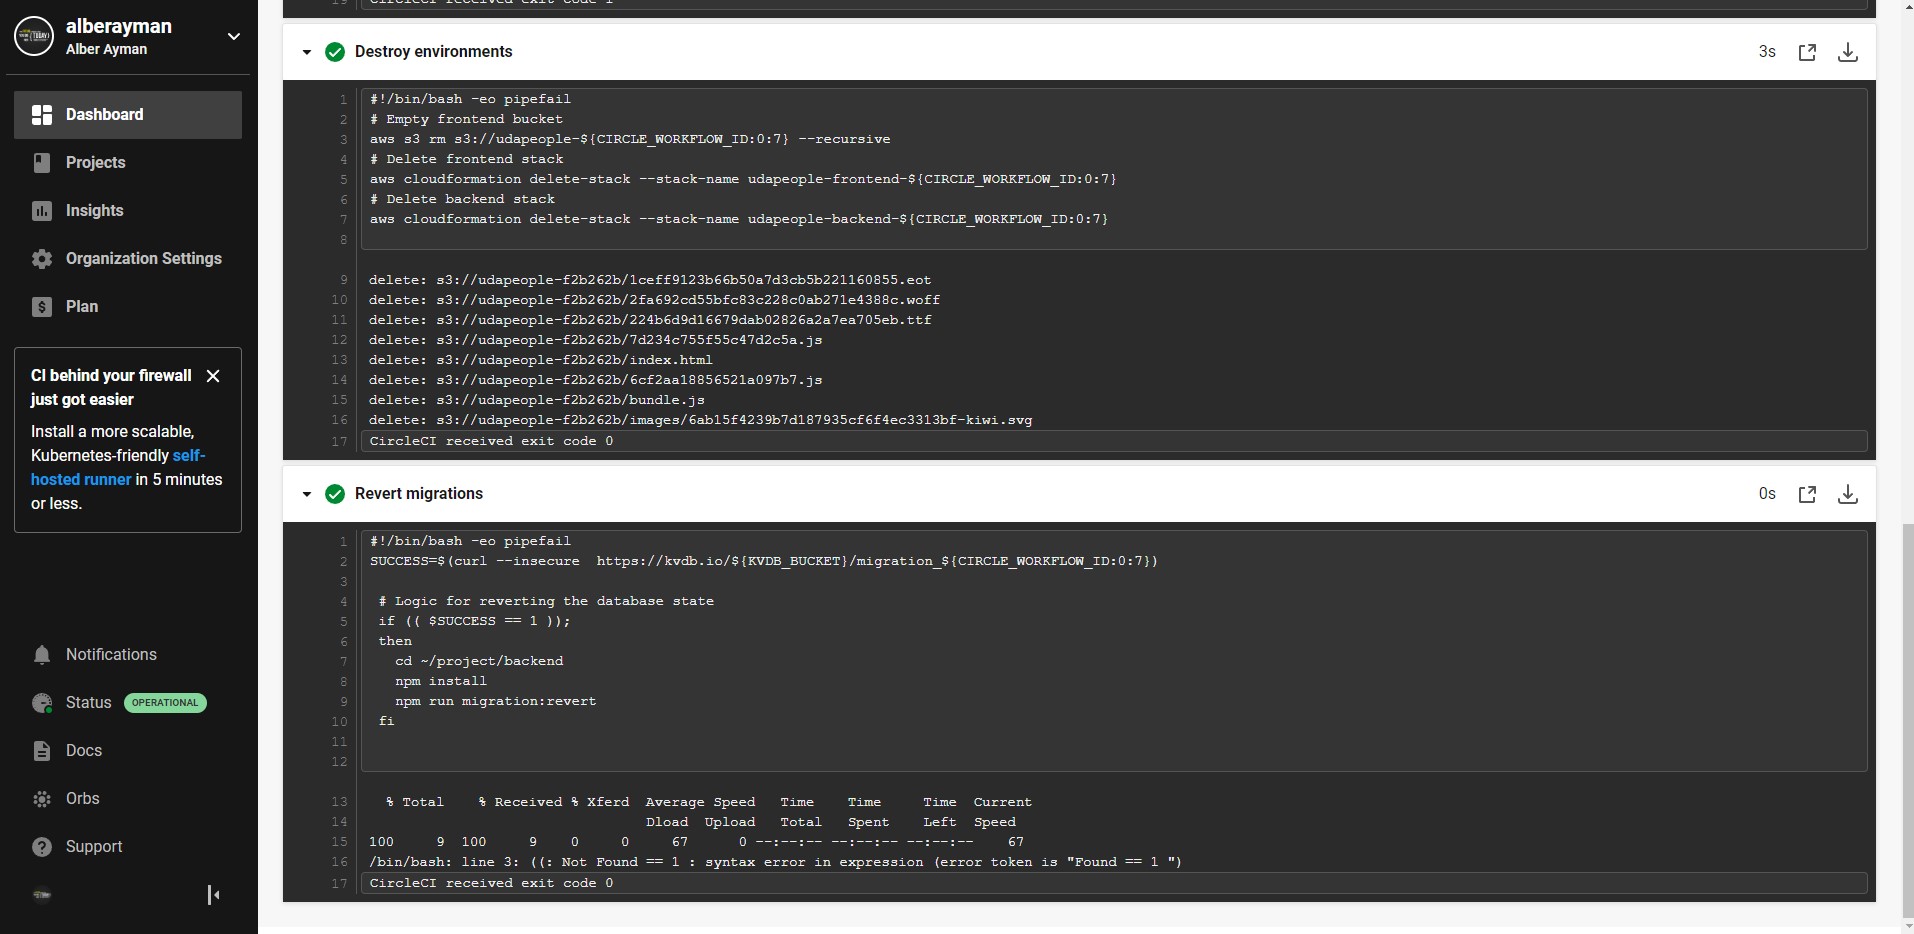 alberayman
Alber Ayman
Dashboard
Projects
Insights
Organization Settings
Plan
CI behind your firewall
just got easier
Install a more scalable,
Kubernetes-friendly self-
hosted runner in 5 minutes
or less.
Notifications
Status OPERATIONAL
Docs
Orbs
Support
19 CircleCI received exit code 1
Destroy environments 3s
1 #!/bin/bash -eo pipefail
2 # Empty frontend bucket
3 aws s3 rm s3://udapeople-${CIRCLE_WORKFLOW_ID:0:7} --recursive
4 # Delete frontend stack
5 aws cloudformation delete-stack --stack-name udapeople-frontend-${CIRCLE_WORKFLOW_ID:0:7}
6 # Delete backend stack
7 aws cloudformation delete-stack --stack-name udapeople-backend-${CIRCLE_WORKFLOW_ID:0:7}
8
9 delete: s3://udapeople-f2b262b/1ceff9123b66b50a7d3cb5b221160855.eot
10 delete: s3://udapeople-f2b262b/2fa692cd55bfc83c228c0ab271e4388c.woff
11 delete: s3://udapeople-f2b262b/224b6d9d16679dab02826a2a7ea705eb.ttf
12 delete: s3://udapeople-f2b262b/7d234c755f55c47d2c5a.js
13 delete: s3://udapeople-f2b262b/index.html
14 delete: s3://udapeople-f2b262b/6cf2aa18856521a097b7.js
15 delete: s3://udapeople-f2b262b/bundle.js
16 delete: s3://udapeople-f2b262b/images/6ab15f4239b7d187935cf6f4ec3313bf-kiwi.svg
17 CircleCI received exit code 0
Revert migrations 0s
1 #!/bin/bash -eo pipefail
2 SUCCESS=$(curl --insecure  https://kvdb.io/${KVDB_BUCKET}/migration_${CIRCLE_WORKFLOW_ID:0:7})
3
4 # Logic for reverting the database state
5 if (( $SUCCESS == 1 ));
6 then
7 cd ~/project/backend
8 npm install
9 npm run migration:revert
10 fi
11
12
13 % Total % Received % Xferd Average Speed Time Time Time Current
14 Dload Upload Total Spent Left Speed
15 100 9 100 9 0 0 67 0 --:--:-- --:--:-- --:--:-- 67
16 /bin/bash: line 3: ((: Not Found == 1 : syntax error in expression (error token is "Found == 1 ")
17 CircleCI received exit code 0